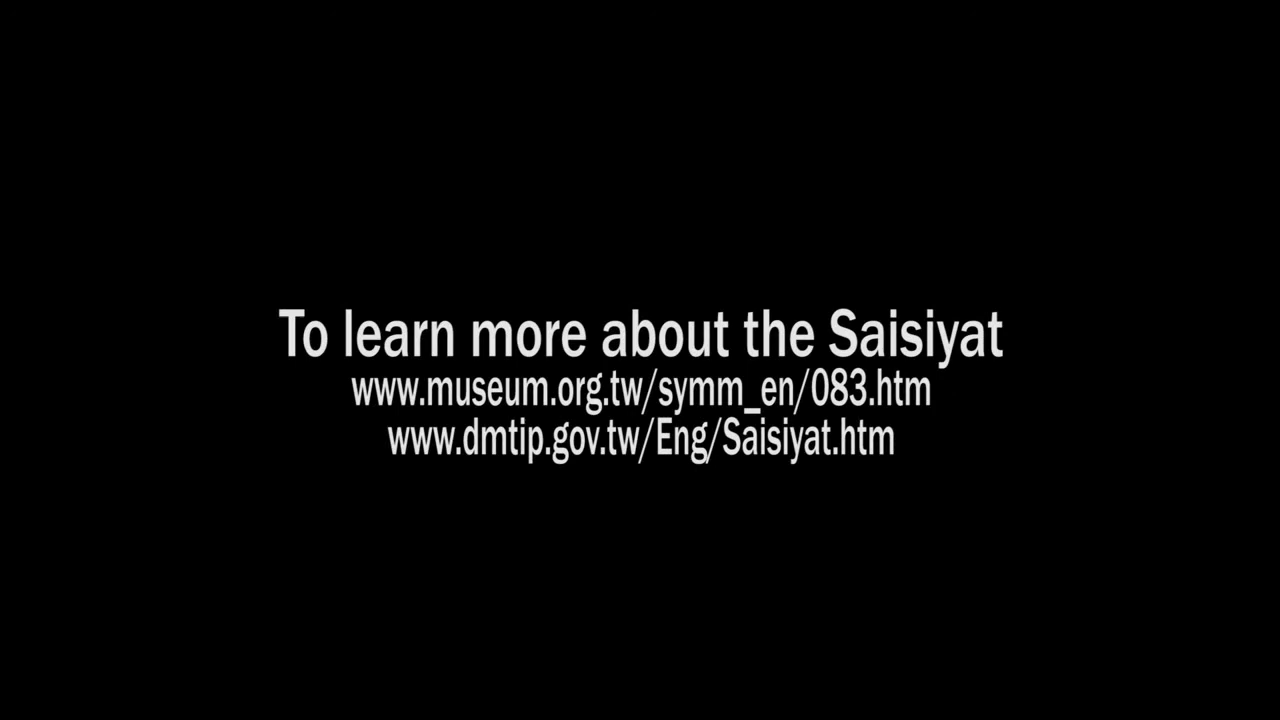 To learn more about the Saisiyat
www.museum.org.tw/symm_en/083.htm
www.dmtip.gov.tw/Eng/Saisiyat.htm